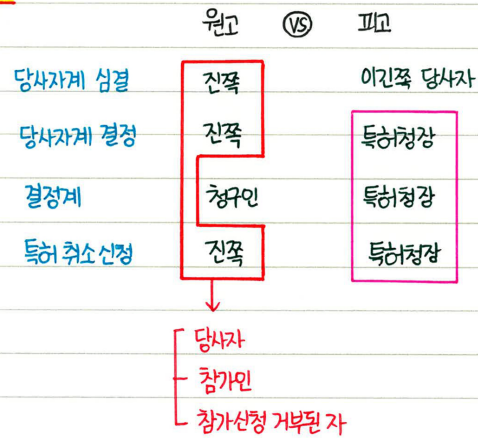 원고 VS 피고
당사자계 심결 진쪽 이긴쪽 당사자
당사자계 결정 진쪽 특허청장
결정계 청구인 특허청장
특허 취소신청 진쪽 특허청장
당사자
참가인
참가신청 거부된 자